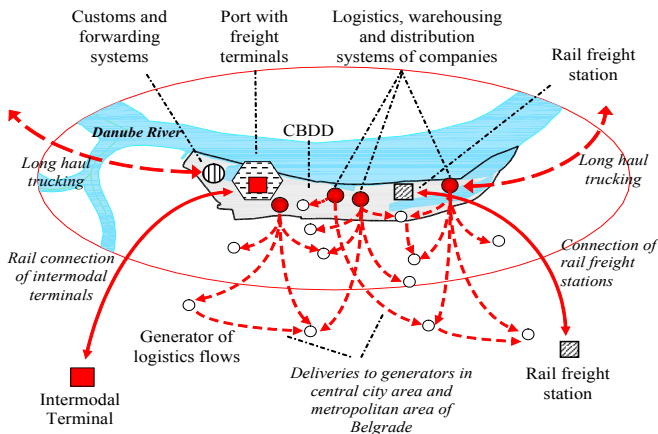 Customs and
forwarding
systems
Port with
freight
terminals
Logistics, warehousing
and distribution
systems of companies
Rail freight
station
Danube River
CBDD
Long haul
trucking
Long haul
trucking
Rail connection
of intermodal
terminals
Connection of
rail freight
stations
Generator of
logistics flows
Deliveries to generators in
central city area and
metropolitan area of
Belgrade
Intermodal
Terminal
Rail freight
station